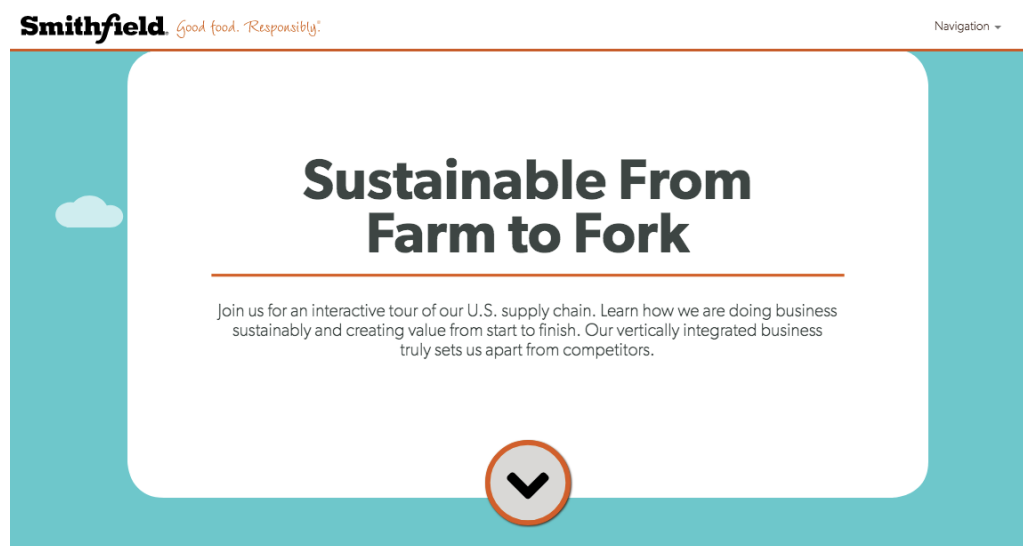 Smithfield. Good food. Responsibly.®
Navigation
Sustainable From
Farm to Fork
Join us for an interactive tour of our U.S. supply chain. Learn how we are doing business
sustainably and creating value from start to finish. Our vertically integrated business
truly sets us apart from competitors.